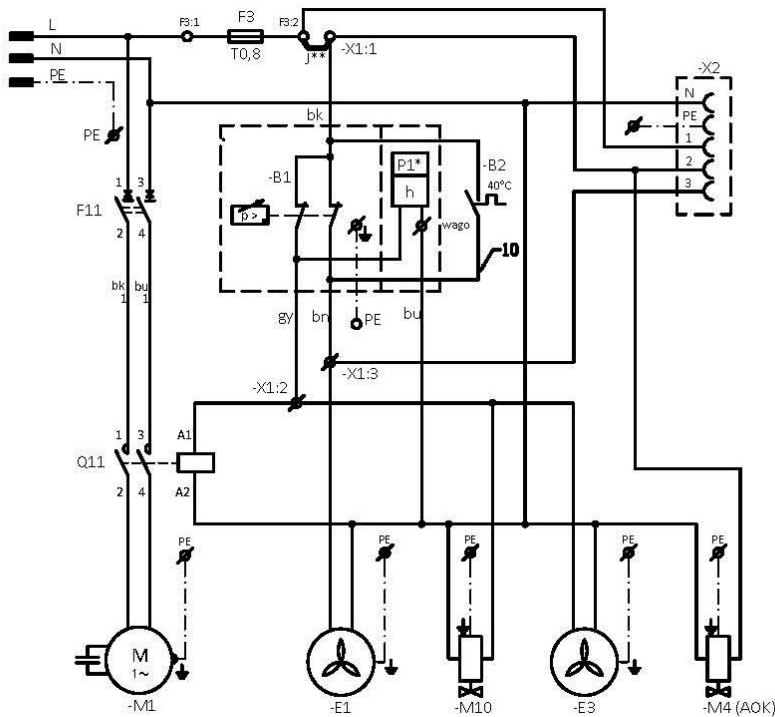 L
F3:1
F3
F3:2
T0,8
j**
-X1:1
N
PE
-X2
N
PE
1
2
3
PE
bk
-B1
P1*
h
-B2
40°C
p >
wago
10
1
3
F11
2
4
bk
1
bu
1
gy
bn
PE
bu
-X1:2
-X1:3
1
3
A1
Q11
2
4
A2
PE
PE
PE
PE
PE
M
1~
-M1
-E1
-M10
-E3
-M4 (AOK)